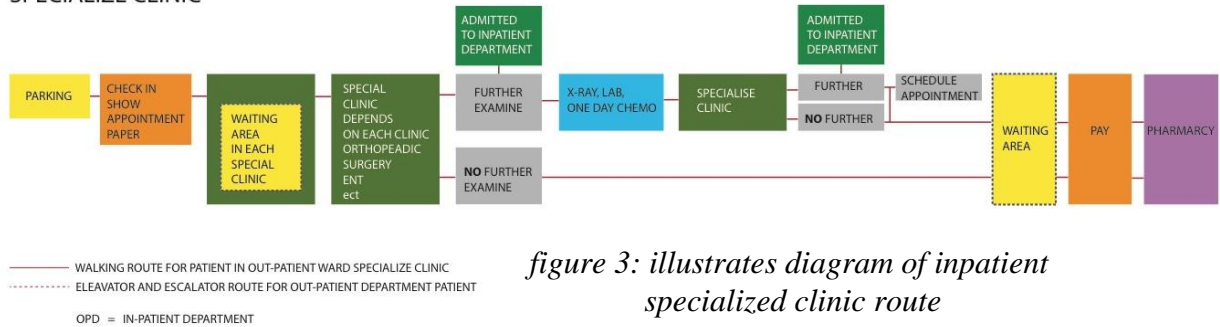 SPECIALIZE CLINIC
PARKING
CHECK IN
SHOW
APPOINTMENT
PAPER
WAITING
AREA
IN EACH
SPECIAL
CLINIC
SPECIAL
CLINIC
DEPENDS
ON EACH CLINIC
ORTHOPEADIC
SURGERY
ENT
ect
ADMITTED
TO INPATIENT
DEPARTMENT
FURTHER
EXAMINE
NO FURTHER
EXAMINE
X-RAY, LAB,
ONE DAY CHEMO
SPECIALISE
CLINIC
ADMITTED
TO INPATIENT
DEPARTMENT
FURTHER
NO FURTHER
SCHEDULE
APPOINTMENT
WAITING
AREA
PAY
PHARMARCY
WALKING ROUTE FOR PATIENT IN OUT-PATIENT WARD SPECIALIZE CLINIC
ELEAVATOR AND ESCALATOR ROUTE FOR OUT-PATIENT DEPARTMENT PATIENT
OPD = IN-PATIENT DEPARTMENT
figure 3: illustrates diagram of inpatient
specialized clinic route